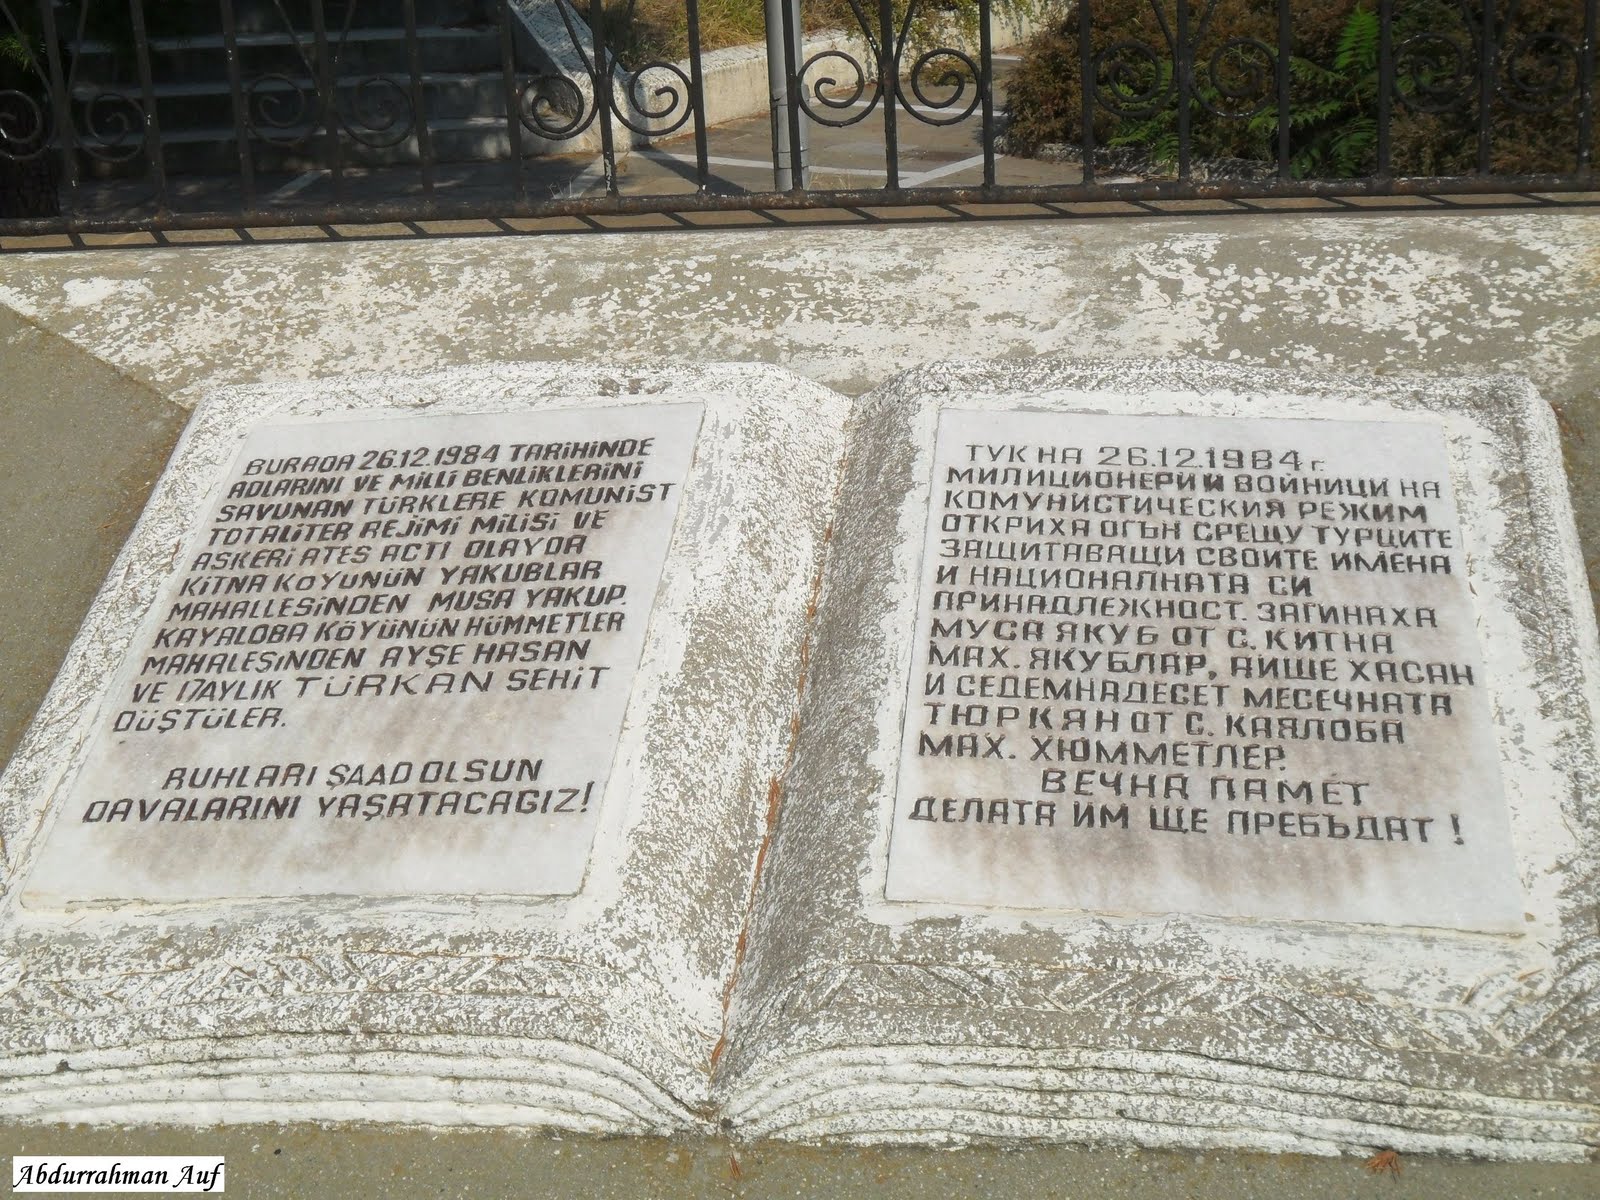 BURADA 26.12.1984 TARİHİNDE
ADLARINI VE MİLLİ BENLİKLERİNİ
SAVUNAN TÜRKLERE KOMUNİST
TOTALİTER REJİMİ MİLİSİ VE
ASKERİ ATEŞ AÇTI OLAYDA
KİTNA KÖYÜNÜN YAKUBLAR
MAHALLESİNDEN MUSA YAKUP.
KAYALOBA KÖYÜNÜN HÜMMETLER
MAHALESİNDEN AYŞE HASAN
VE 17AYLIK TÜRKAN ŞEHİT
DÜŞTÜLER.
RUHLARI ŞAAD OLSUN
DAVALARINI YAŞATACAĞIZ!
ТУК НА 26.12.1984 г.
МИЛИЦИОНЕРИ И ВОЙНИЦИ НА
КОМУНИСТИЧЕСКИЯ РЕЖИМ
ОТКРИХА ОГЪН СРЕЩУ ТУРЦИТЕ
ЗАЩИТАВАЩИ СВОИТЕ ИМЕНА
И НАЦИОНАЛНАТА СИ
ПРИНАДЛЕЖНОСТ. ЗАГИНАХА
МУСА ЯКУБ ОТ С. КИТНА
МАХ. ЯКУБЛАР, АИШЕ ХАСАН
И СЕДЕМНАДЕСЕТ МЕСЕЧНАТА
ТЮРКЯН ОТ С. КАЯЛОБА
МАХ. ХЮММЕТЛЕР.
ВЕЧНА ПАМЕТ
ДЕЛАТА ИМ ЩЕ ПРЕБЪДАТ !
Abdurrahman Auf